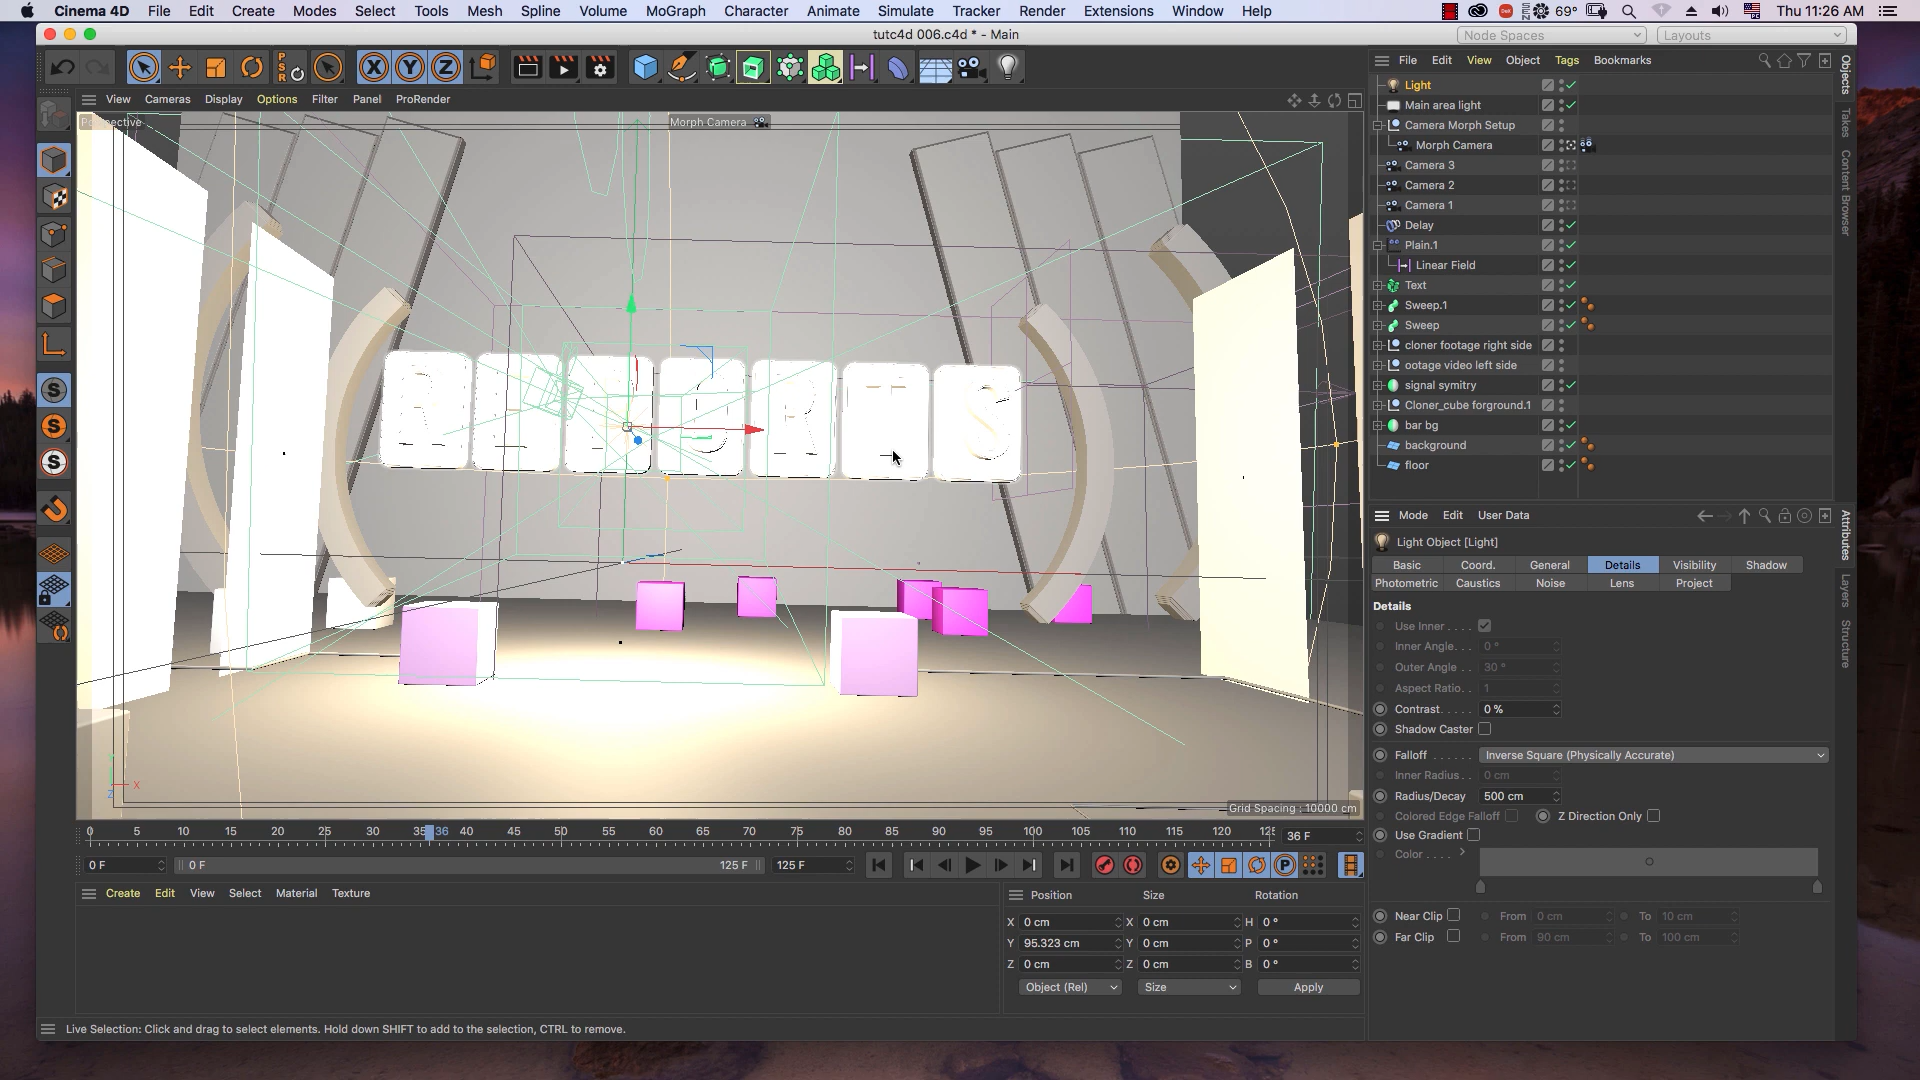 Cinema 4D File Edit Create Modes Select Tools Mesh Spline Volume MoGraph Character Animate Simulate Tracker Render Extensions Window Help 69° Thu 11:26 AM
tutc4d 006.c4d * - Main
Node Spaces Layouts
File Edit View Object Tags Bookmarks
View Cameras Display Options Filter Panel ProRender
Perspective
Morph Camera
Light
Main area light
Camera Morph Setup
Morph Camera
Camera 3
Camera 2
Camera 1
Delay
Plain.1
Linear Field
Text
Sweep.1
Sweep
cloner footage right side
ootage video left side
signal symitry
Cloner_cube forground.1
bar bg
background
floor
Objects
Takes
Content Browser
Mode Edit User Data
Light Object [Light]
Basic Coord. General Details Visibility Shadow
Photometric Caustics Noise Lens Project
Details
Use Inner . . . .
Inner Angle. . . 0 °
Outer Angle . . 30 °
Aspect Ratio. . 1
Contrast. . . . . 0 %
Shadow Caster
Falloff . . . . . . Inverse Square (Physically Accurate)
Inner Radius . . 0 cm
Radius/Decay 500 cm
Colored Edge Falloff Z Direction Only
Use Gradient
Color . . . .
Near Clip From 0 cm To 10 cm
Far Clip From 90 cm To 100 cm
Attributes
Layers
Structure
X
Z
Grid Spacing : 10000 cm
0 5 10 15 20 25 30 35 36 40 45 50 55 60 65 70 75 80 85 90 95 100 105 110 115 120 36 F
0 F 0 F 125 F 125 F
Create Edit View Select Material Texture
Position Size Rotation
X 0 cm X 0 cm H 0 °
Y 95.323 cm Y 0 cm P 0 °
Z 0 cm Z 0 cm B 0 °
Object (Rel) Size Apply
Live Selection: Click and drag to select elements. Hold down SHIFT to add to the selection, CTRL to remove.